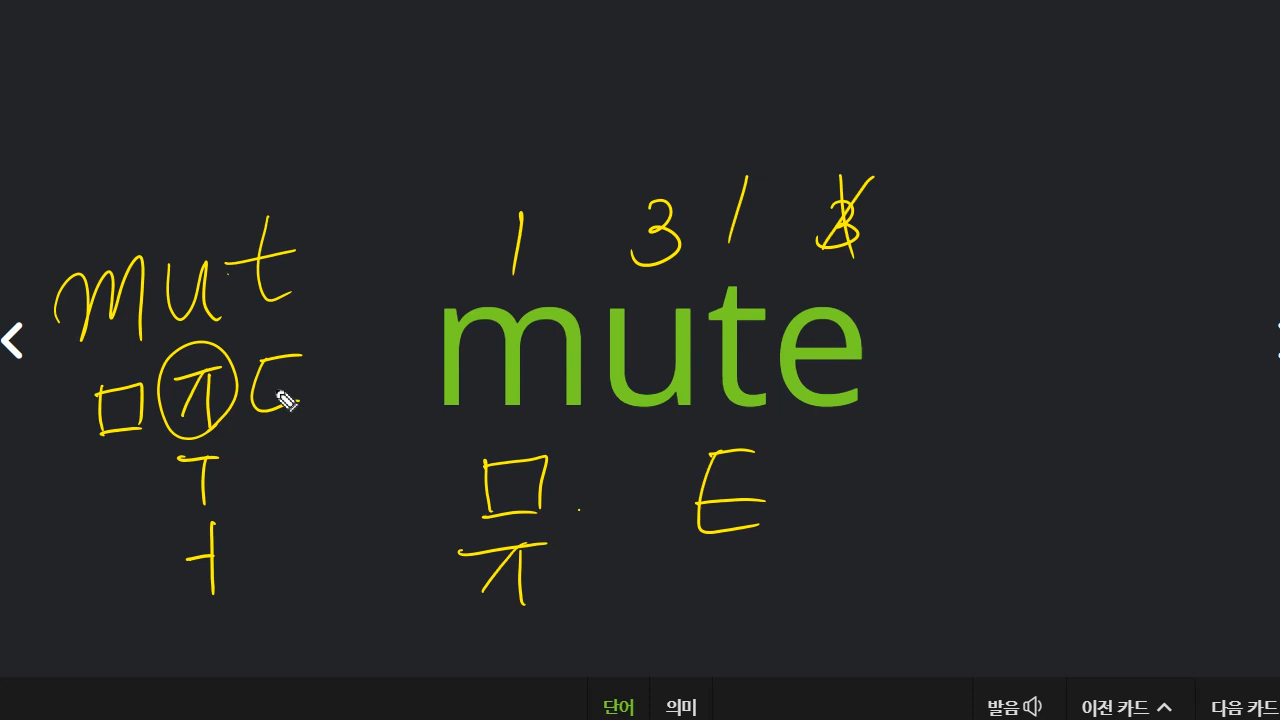 1 3 1 3
mut
mute
ㅁ ㅠ ㄷ
ㅜ
ㅓ
ㅁ ㅌ
ㅠ
단어 의미 발음 이전 카드 다음 카드